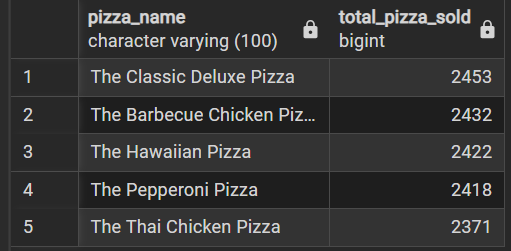 pizza_name total_pizza_sold
character varying (100) bigint
1 The Classic Deluxe Pizza 2453
2 The Barbecue Chicken Piz... 2432
3 The Hawaiian Pizza 2422
4 The Pepperoni Pizza 2418
5 The Thai Chicken Pizza 2371